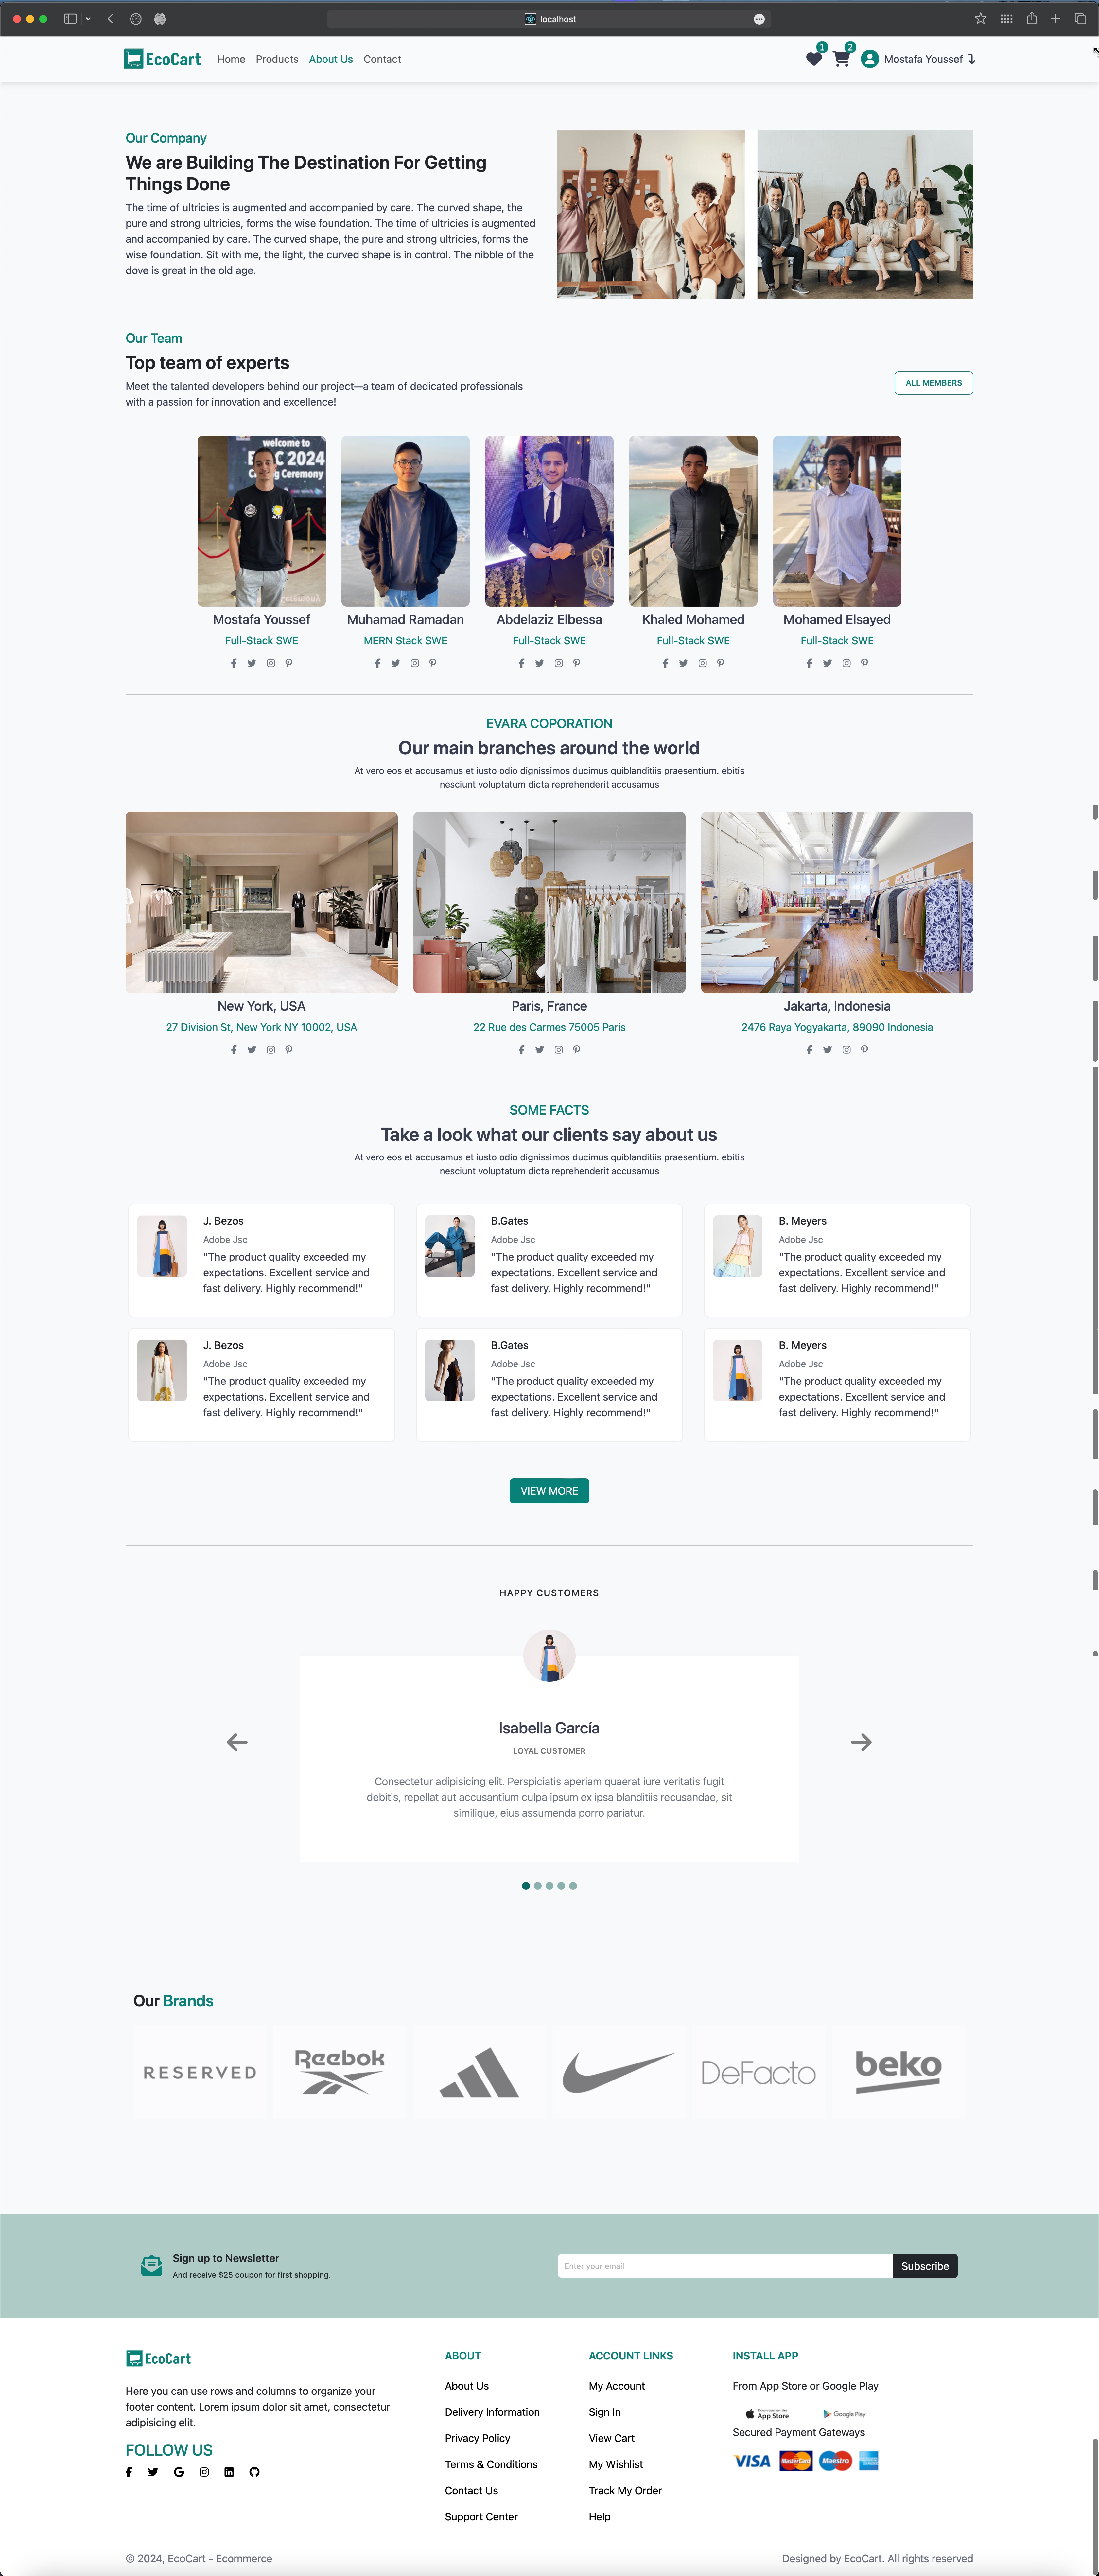 localhost
EcoCart
Home Products About Us Contact
1
2
Mostafa Youssef
Our Company
We are Building The Destination For Getting
Things Done
The time of ultricies is augmented and accompanied by care. The curved shape, the
pure and strong ultricies, forms the wise foundation. The time of ultricies is augmented
and accompanied by care. The curved shape, the pure and strong ultricies, forms the
wise foundation. Sit with me, the light, the curved shape is in control. The nibble of the
dove is great in the old age.
Our Team
Top team of experts
Meet the talented developers behind our project—a team of dedicated professionals
with a passion for innovation and excellence!
ALL MEMBERS
welcome to
2024
Ceremony
Mostafa Youssef
Full-Stack SWE
Muhamad Ramadan
MERN Stack SWE
Abdelaziz Elbessa
Full-Stack SWE
Khaled Mohamed
Full-Stack SWE
Mohamed Elsayed
Full-Stack SWE
EVARA COPORATION
Our main branches around the world
At vero eos et accusamus et iusto odio dignissimos ducimus quiblanditiis praesentium. ebitis
nesciunt voluptatum dicta reprehenderit accusamus
New York, USA
27 Division St, New York NY 10002, USA
Paris, France
22 Rue des Carmes 75005 Paris
Jakarta, Indonesia
2476 Raya Yogyakarta, 89090 Indonesia
SOME FACTS
Take a look what our clients say about us
At vero eos et accusamus et iusto odio dignissimos ducimus quiblanditiis praesentium. ebitis
nesciunt voluptatum dicta reprehenderit accusamus
J. Bezos
Adobe Jsc
"The product quality exceeded my
expectations. Excellent service and
fast delivery. Highly recommend!"
B.Gates
Adobe Jsc
"The product quality exceeded my
expectations. Excellent service and
fast delivery. Highly recommend!"
B. Meyers
Adobe Jsc
"The product quality exceeded my
expectations. Excellent service and
fast delivery. Highly recommend!"
J. Bezos
Adobe Jsc
"The product quality exceeded my
expectations. Excellent service and
fast delivery. Highly recommend!"
B.Gates
Adobe Jsc
"The product quality exceeded my
expectations. Excellent service and
fast delivery. Highly recommend!"
B. Meyers
Adobe Jsc
"The product quality exceeded my
expectations. Excellent service and
fast delivery. Highly recommend!"
VIEW MORE
HAPPY CUSTOMERS
Isabella García
LOYAL CUSTOMER
Consectetur adipisicing elit. Perspiciatis aperiam quaerat iure veritatis fugit
debitis, repellat aut accusantium culpa ipsum ex ipsa blanditiis recusandae, sit
similique, eius assumenda porro pariatur.
Our Brands
RESERVED
Reebok
DeFacto
beko
Sign up to Newsletter
And receive $25 coupon for first shopping.
Enter your email
Subscribe
EcoCart
Here you can use rows and columns to organize your
footer content. Lorem ipsum dolor sit amet, consectetur
adipisicing elit.
FOLLOW US
ABOUT
About Us
Delivery Information
Privacy Policy
Terms & Conditions
Contact Us
Support Center
ACCOUNT LINKS
My Account
Sign In
View Cart
My Wishlist
Track My Order
Help
INSTALL APP
From App Store or Google Play
Download on the
App Store
Google Play
Secured Payment Gateways
VISA
MasterCard
Maestro
© 2024, EcoCart - Ecommerce
Designed by EcoCart. All rights reserved